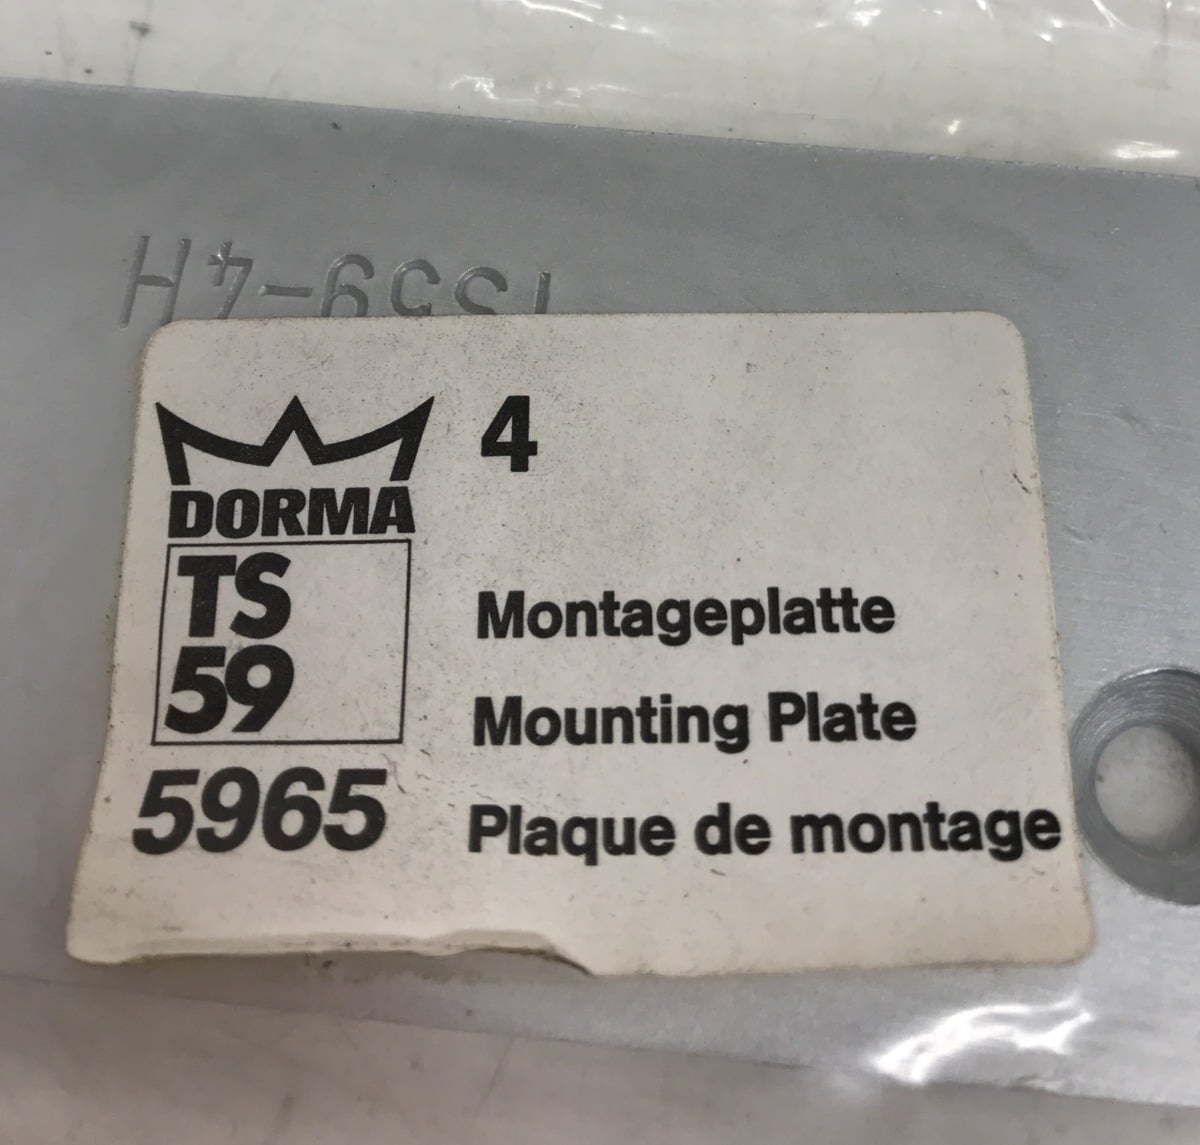 TS59-4H
4
DORMA
TS
59
5965
Montageplatte
Mounting Plate
Plaque de montage